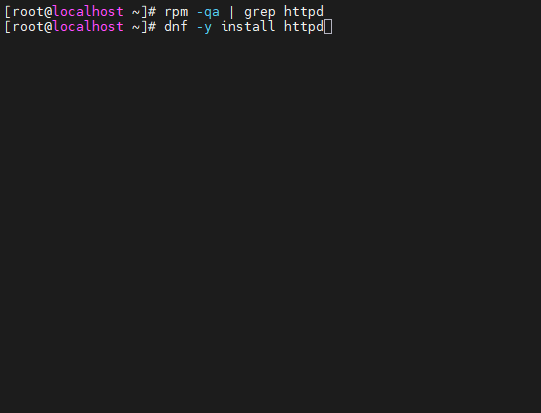 [root@localhost ~]# rpm -qa | grep httpd
[root@localhost ~]# dnf -y install httpd